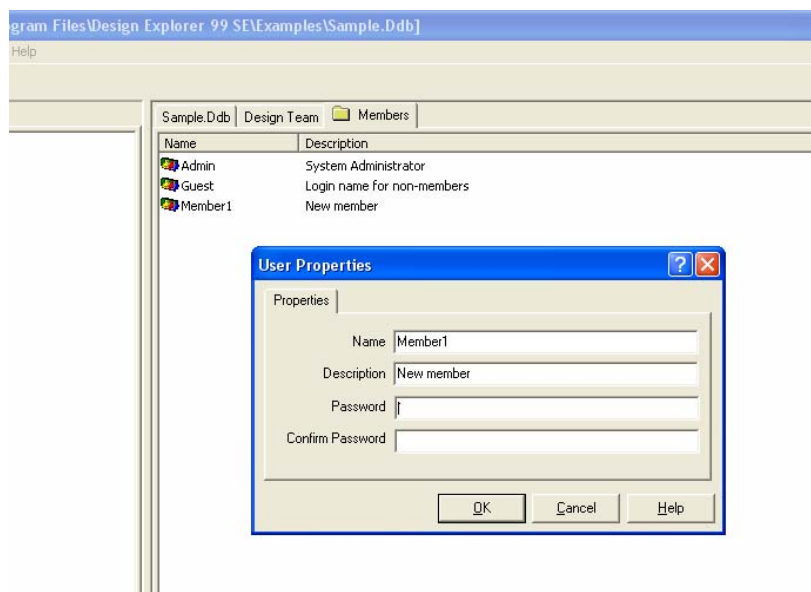 ogram Files\Design Explorer 99 SE\Examples\Sample.Ddb]
Help
Sample.Ddb Design Team Members
Name Description
Admin System Administrator
Guest Login name for non-members
Member1 New member
User Properties
Properties
Name Member1
Description New member
Password
Confirm Password
OK Cancel Help